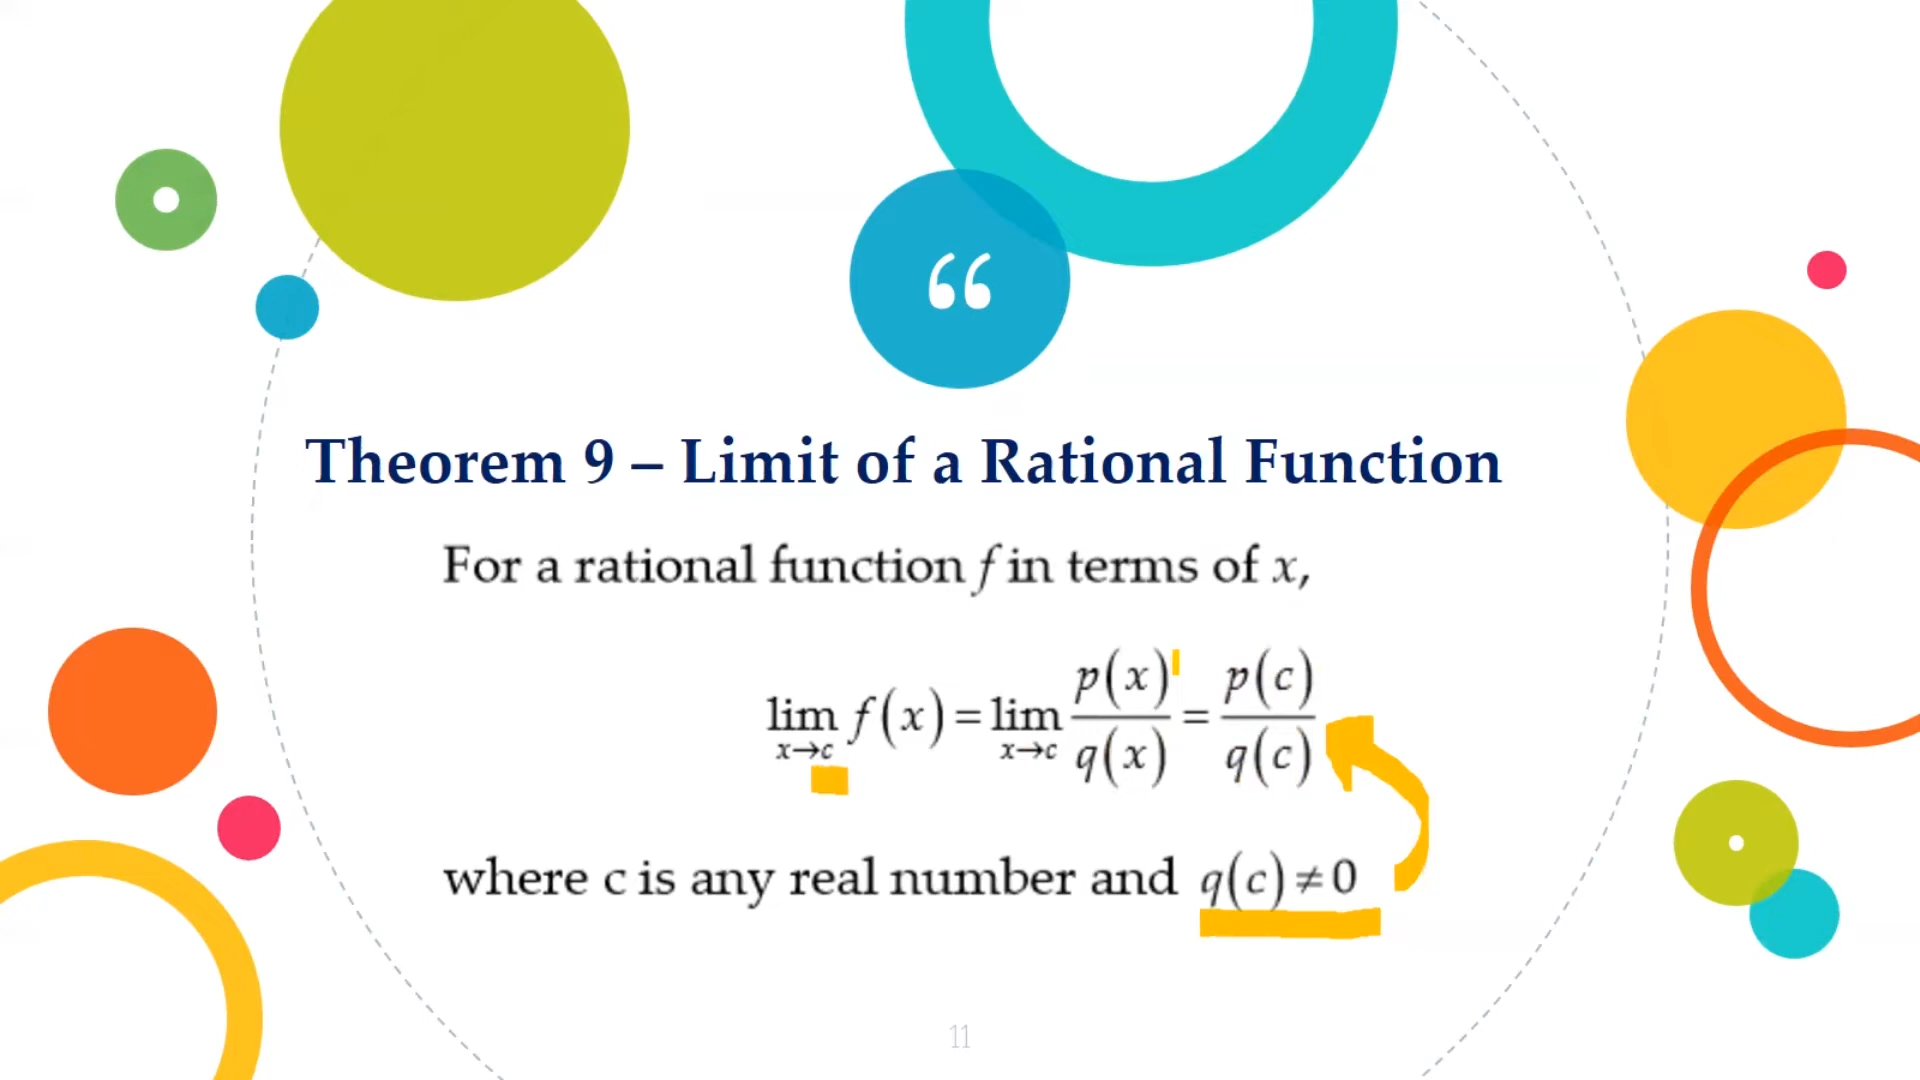 “
Theorem 9 – Limit of a Rational Function
For a rational function f in terms of x,
lim x→c f(x) = lim x→c p(x)/q(x) = p(c)/q(c)
where c is any real number and q(c) ≠ 0
11